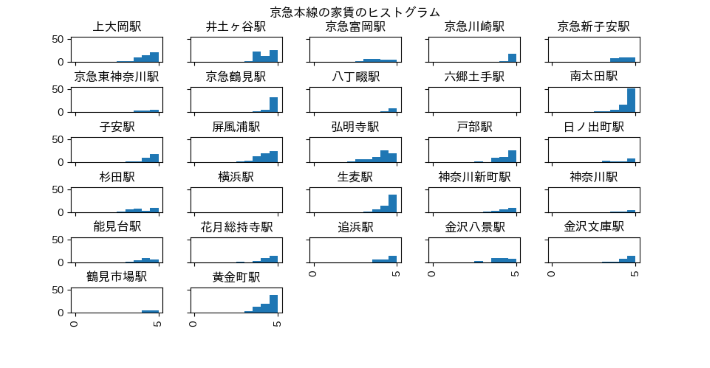 京急本線の家賃のヒストグラム
上大岡駅 井土ヶ谷駅 京急富岡駅 京急川崎駅 京急新子安駅
50
0
京急東神奈川駅 京急鶴見駅 八丁畷駅 六郷土手駅 南太田駅
50
0
子安駅 屏風浦駅 弘明寺駅 戸部駅 日ノ出町駅
50
0
杉田駅 横浜駅 生麦駅 神奈川新町駅 神奈川駅
50
0
能見台駅 花月総持寺駅 追浜駅 金沢八景駅 金沢文庫駅
50
0
0 5 0 5 0 5
鶴見市場駅 黄金町駅
50
0
0 5 0 5